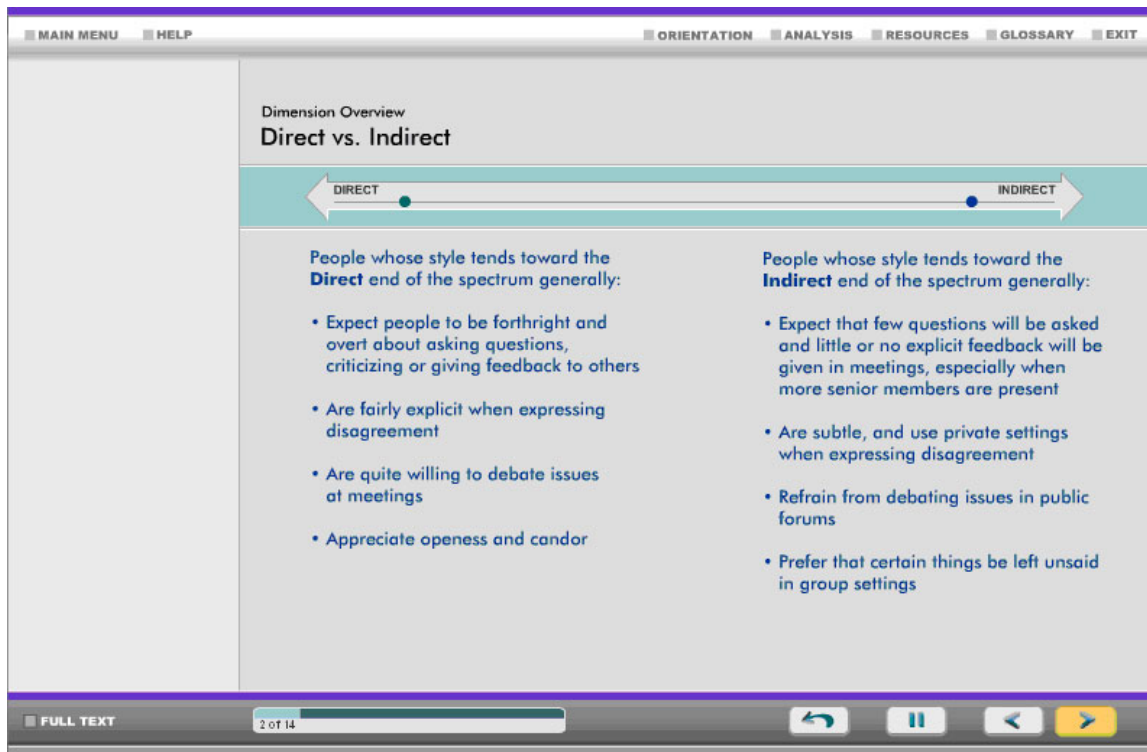 MAIN MENU HELP ORIENTATION ANALYSIS RESOURCES GLOSSARY EXIT
Dimension Overview
Direct vs. Indirect
DIRECT INDIRECT
People whose style tends toward the
Direct end of the spectrum generally:
• Expect people to be forthright and
overt about asking questions,
criticizing or giving feedback to others
• Are fairly explicit when expressing
disagreement
• Are quite willing to debate issues
at meetings
• Appreciate openess and candor
People whose style tends toward the
Indirect end of the spectrum generally:
• Expect that few questions will be asked
and little or no explicit feedback will be
given in meetings, especially when
more senior members are present
• Are subtle, and use private settings
when expressing disagreement
• Refrain from debating issues in public
forums
• Prefer that certain things be left unsaid
in group settings
FULL TEXT 2 of 14